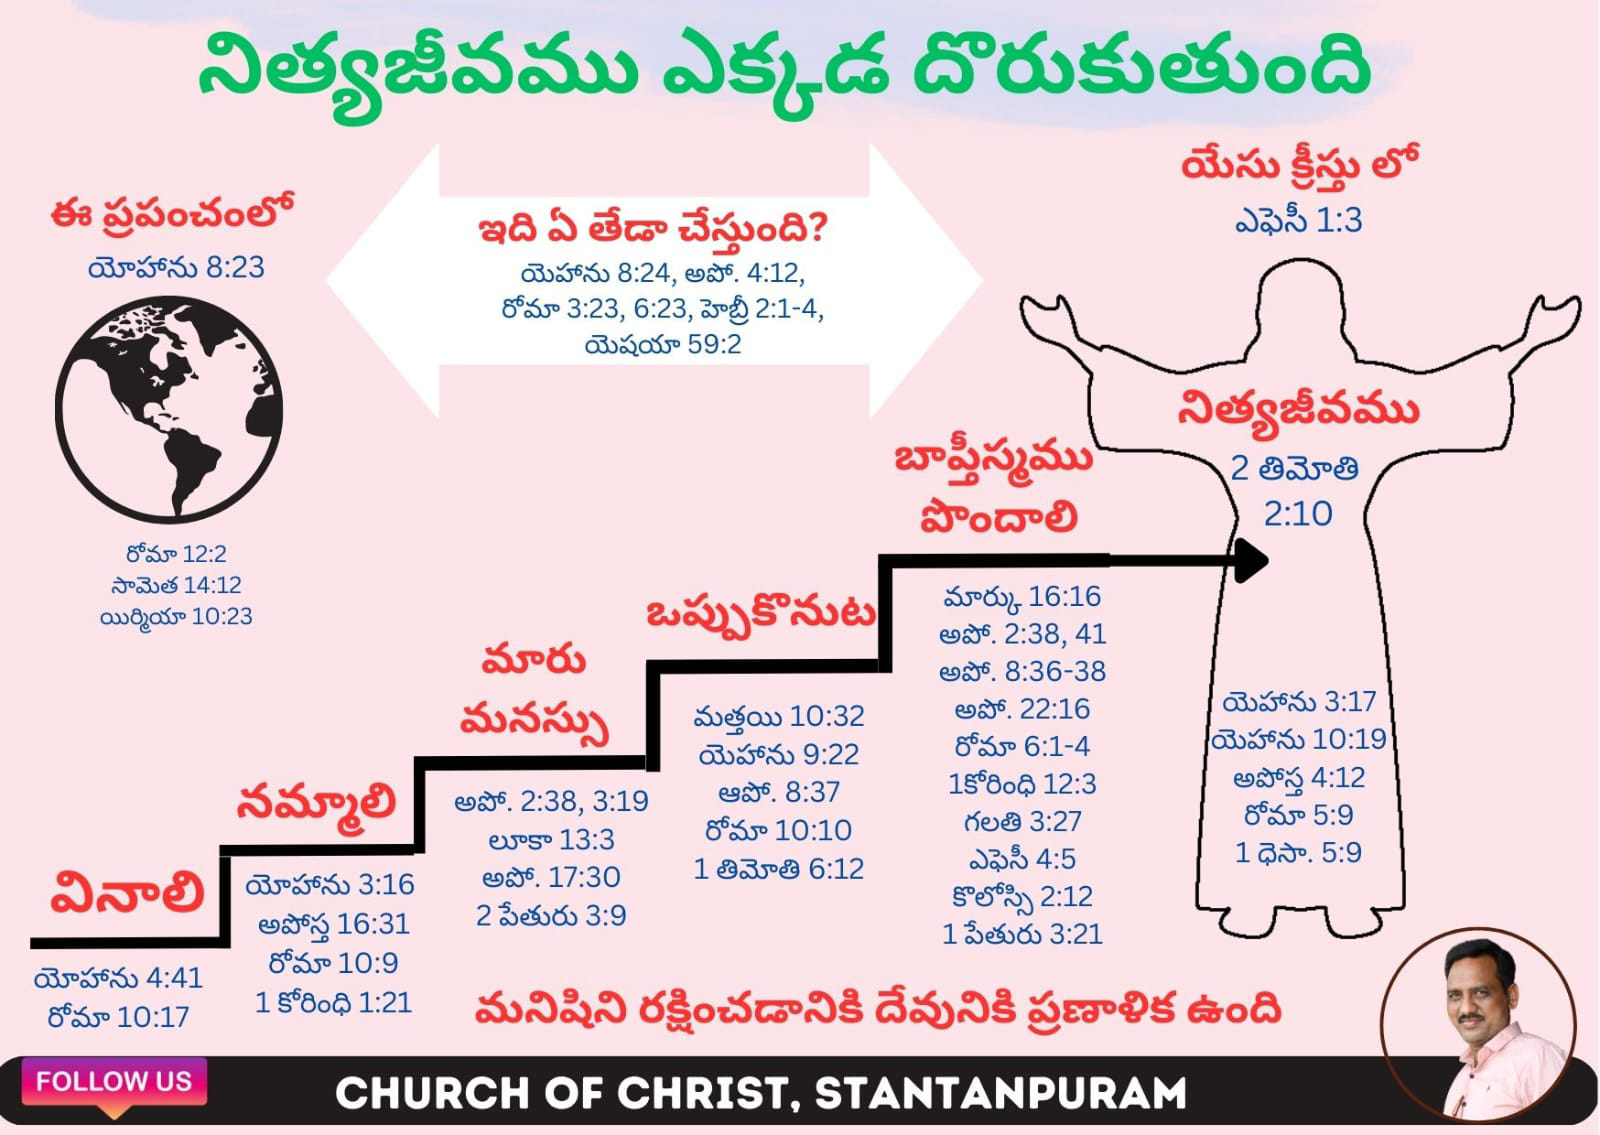 నిత్యజీవము ఎక్కడ దొరుకుతుంది
ఈ ప్రపంచంలో
యోహాను 8:23
రోమా 12:2
సామెత 14:12
యిర్మియా 10:23
ఇది ఏ తేడా చేస్తుంది?
యెహాను 8:24, అపో. 4:12,
రోమా 3:23, 6:23, హెబ్రీ 2:1-4,
యెషయా 59:2
యేసు క్రీస్తు లో
ఎఫెసీ 1:3
నిత్యజీవము
2 తిమోతి
2:10
యెహాను 3:17
యెహాను 10:19
అపోస్త 4:12
రోమా 5:9
1 ధెసా. 5:9
వినాలి
యోహాను 4:41
రోమా 10:17
నమ్మాలి
యోహాను 3:16
అపోస్త 16:31
రోమా 10:9
1 కోరింధి 1:21
మారు
మనస్సు
అపో. 2:38, 3:19
లూకా 13:3
అపో. 17:30
2 పేతురు 3:9
ఒప్పుకొనుట
మత్తయి 10:32
యెహాను 9:22
ఆపో. 8:37
రోమా 10:10
1 తిమోతి 6:12
బాప్తీస్మము
పొందాలి
మార్కు 16:16
అపో. 2:38, 41
అపో. 8:36-38
అపో. 22:16
రోమా 6:1-4
1కోరింధి 12:3
గలతి 3:27
ఎఫెసీ 4:5
కొలోస్సి 2:12
1 పేతురు 3:21
మనిషిని రక్షించడానికి దేవునికి ప్రణాళిక ఉంది
FOLLOW US
CHURCH OF CHRIST, STANTANPURAM